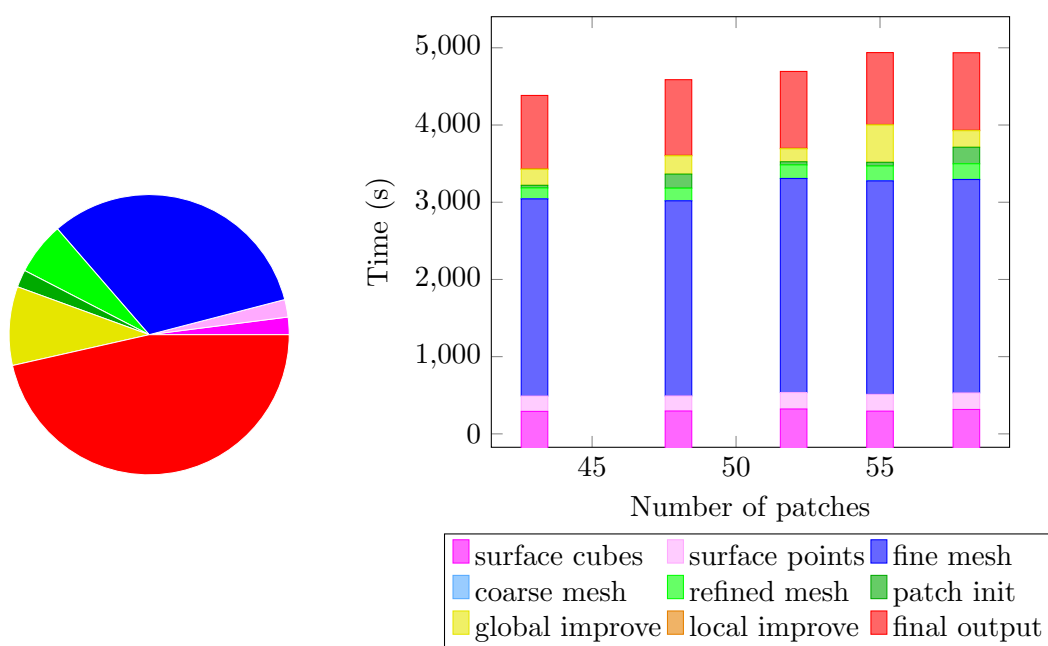 5,000
4,000
3,000
2,000
1,000
0
Time (s)
45 50 55
Number of patches
surface cubes surface points fine mesh
coarse mesh refined mesh patch init
global improve local improve final output